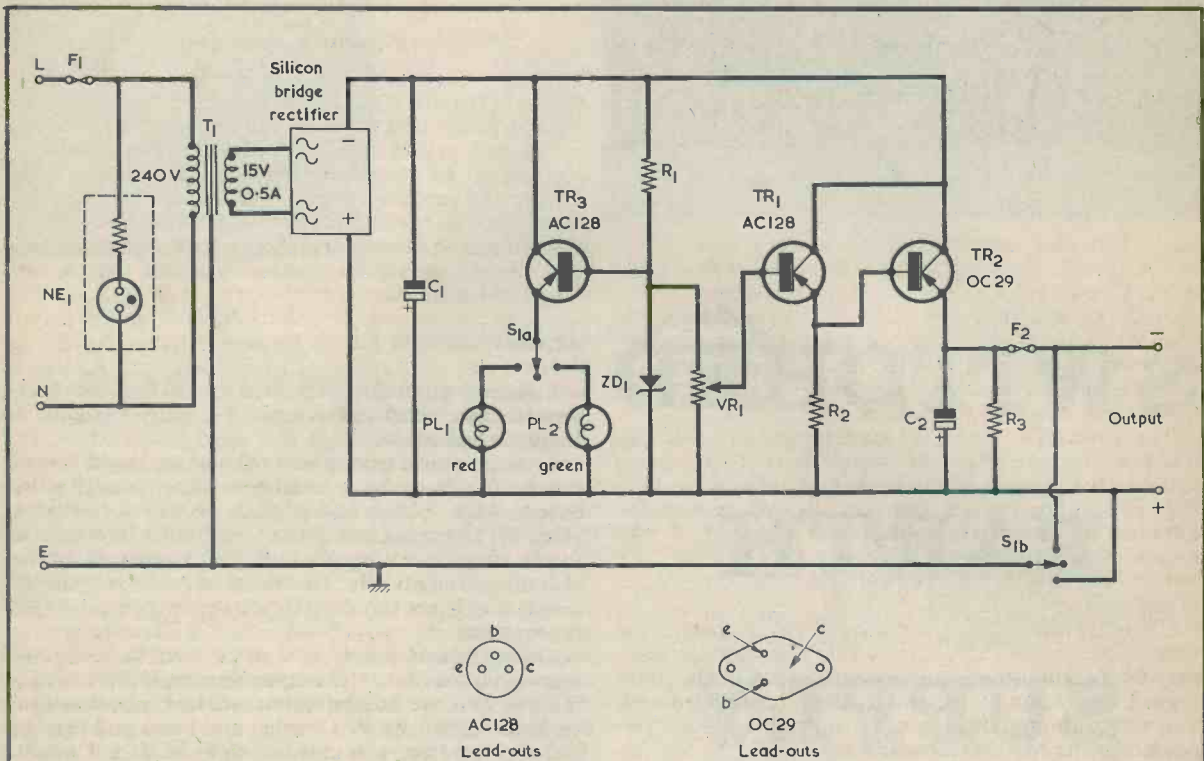 L
F1
Silicon
bridge
rectifier
T1
240V
15V
0·5A
−
+
NE1
N
E
C1
+
TR3
AC128
R1
TR1
AC128
TR2
OC29
S1a
PL1
red
PL2
green
ZD1
VR1
R2
C2
+
R3
F2
−
Output
+
S1b
b
e
c
AC128
Lead-outs
e
c
b
OC29
Lead-outs